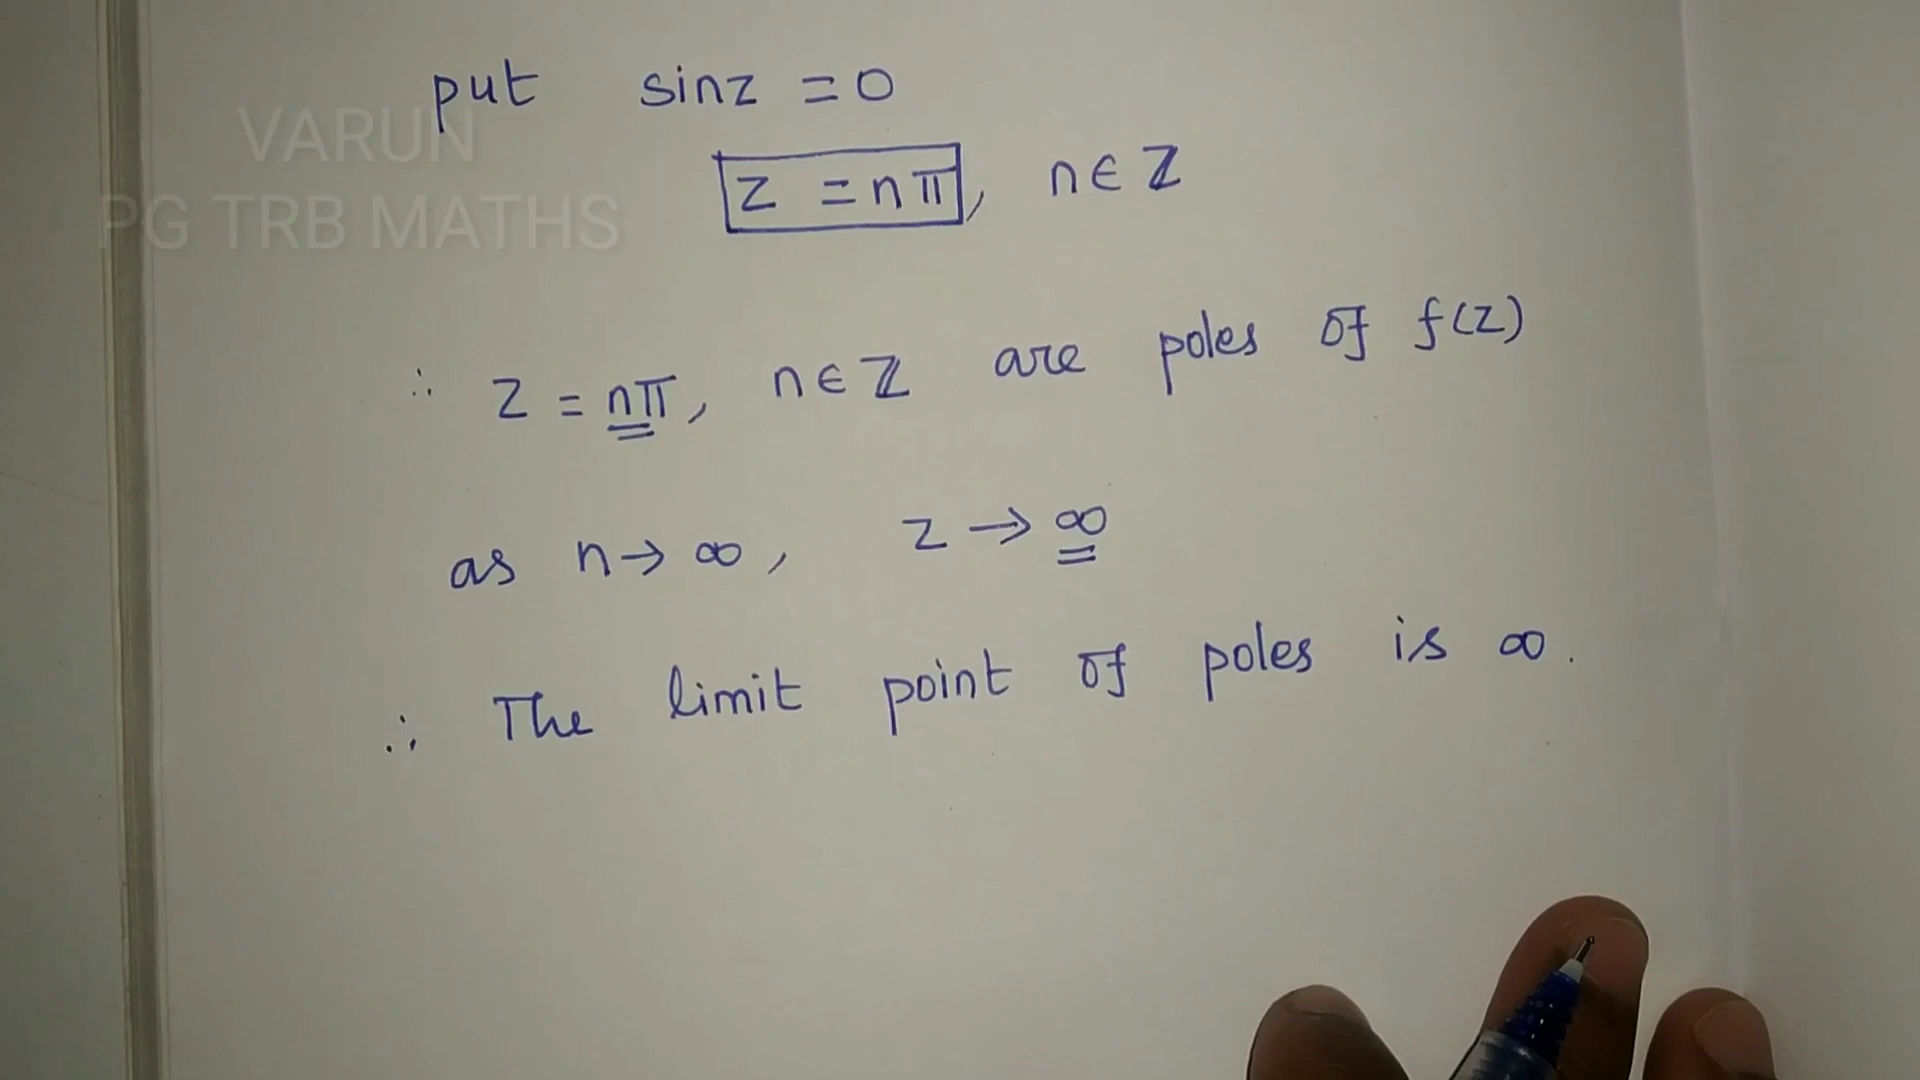 put sinz = 0
VARUN
z = nπ, n ∈ ℤ
PG TRB MATHS
∴ z = nπ, n ∈ ℤ are poles of f(z)
as n → ∞, z → ∞
∴ The limit point of poles is ∞.